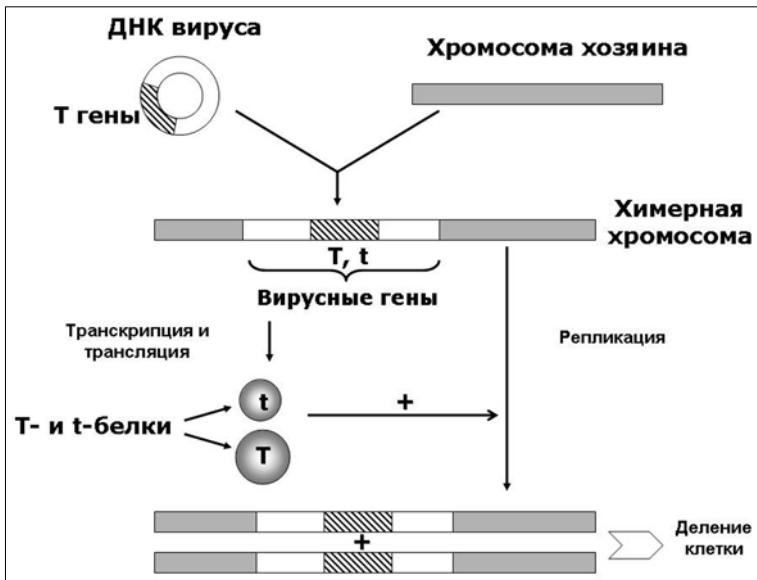 ДНК вируса
Хромосома хозяина
Т гены
Химерная
хромосома
T, t
Вирусные гены
Транскрипция и
трансляция
Репликация
t
+
Т- и t-белки
T
+
Деление
клетки